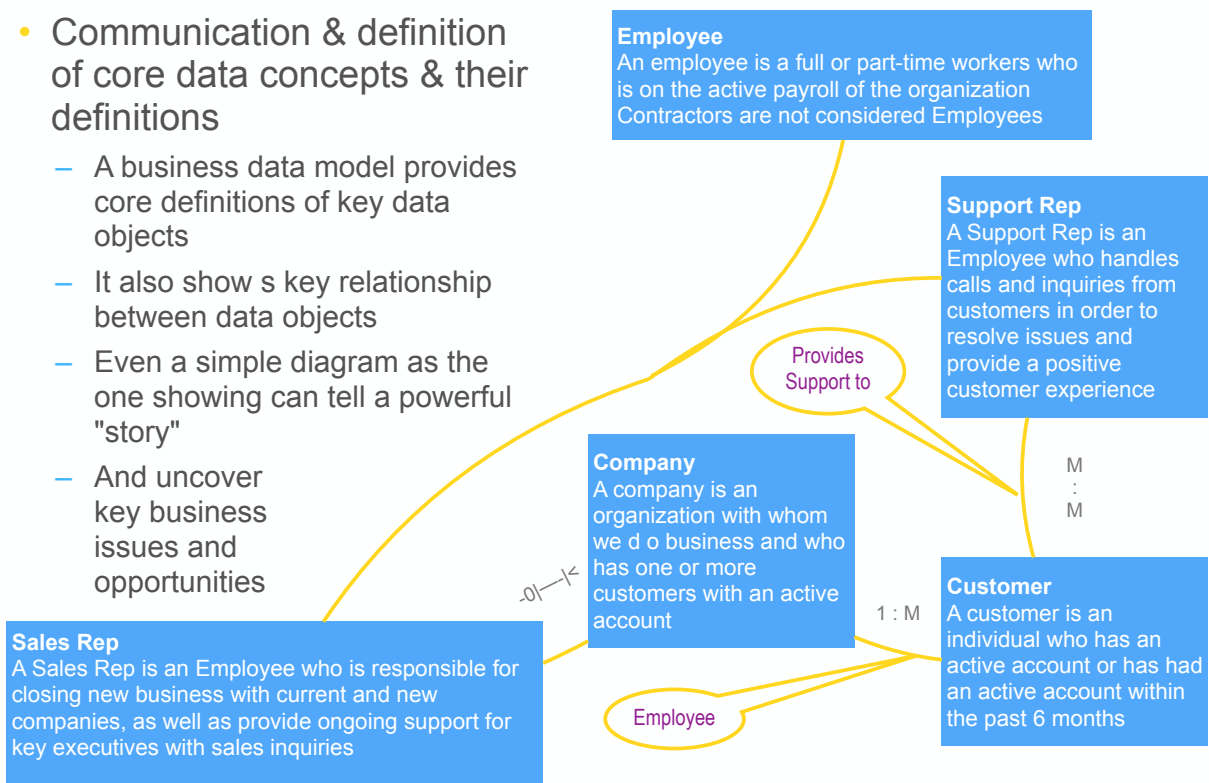 • Communication & definition
of core data concepts & their
definitions
– A business data model provides
core definitions of key data
objects
– It also show s key relationship
between data objects
– Even a simple diagram as the
one showing can tell a powerful
"story"
– And uncover
key business
issues and
opportunities
Employee
An employee is a full or part-time workers who
is on the active payroll of the organization
Contractors are not considered Employees
Support Rep
A Support Rep is an
Employee who handles
calls and inquiries from
customers in order to
resolve issues and
provide a positive
customer experience
Provides
Support to
M
:
M
Company
A company is an
organization with whom
we d o business and who
has one or more
customers with an active
account
-0|—-|<
1 : M
Customer
A customer is an
individual who has an
active account or has had
an active account within
the past 6 months
Employee
Sales Rep
A Sales Rep is an Employee who is responsible for
closing new business with current and new
companies, as well as provide ongoing support for
key executives with sales inquiries